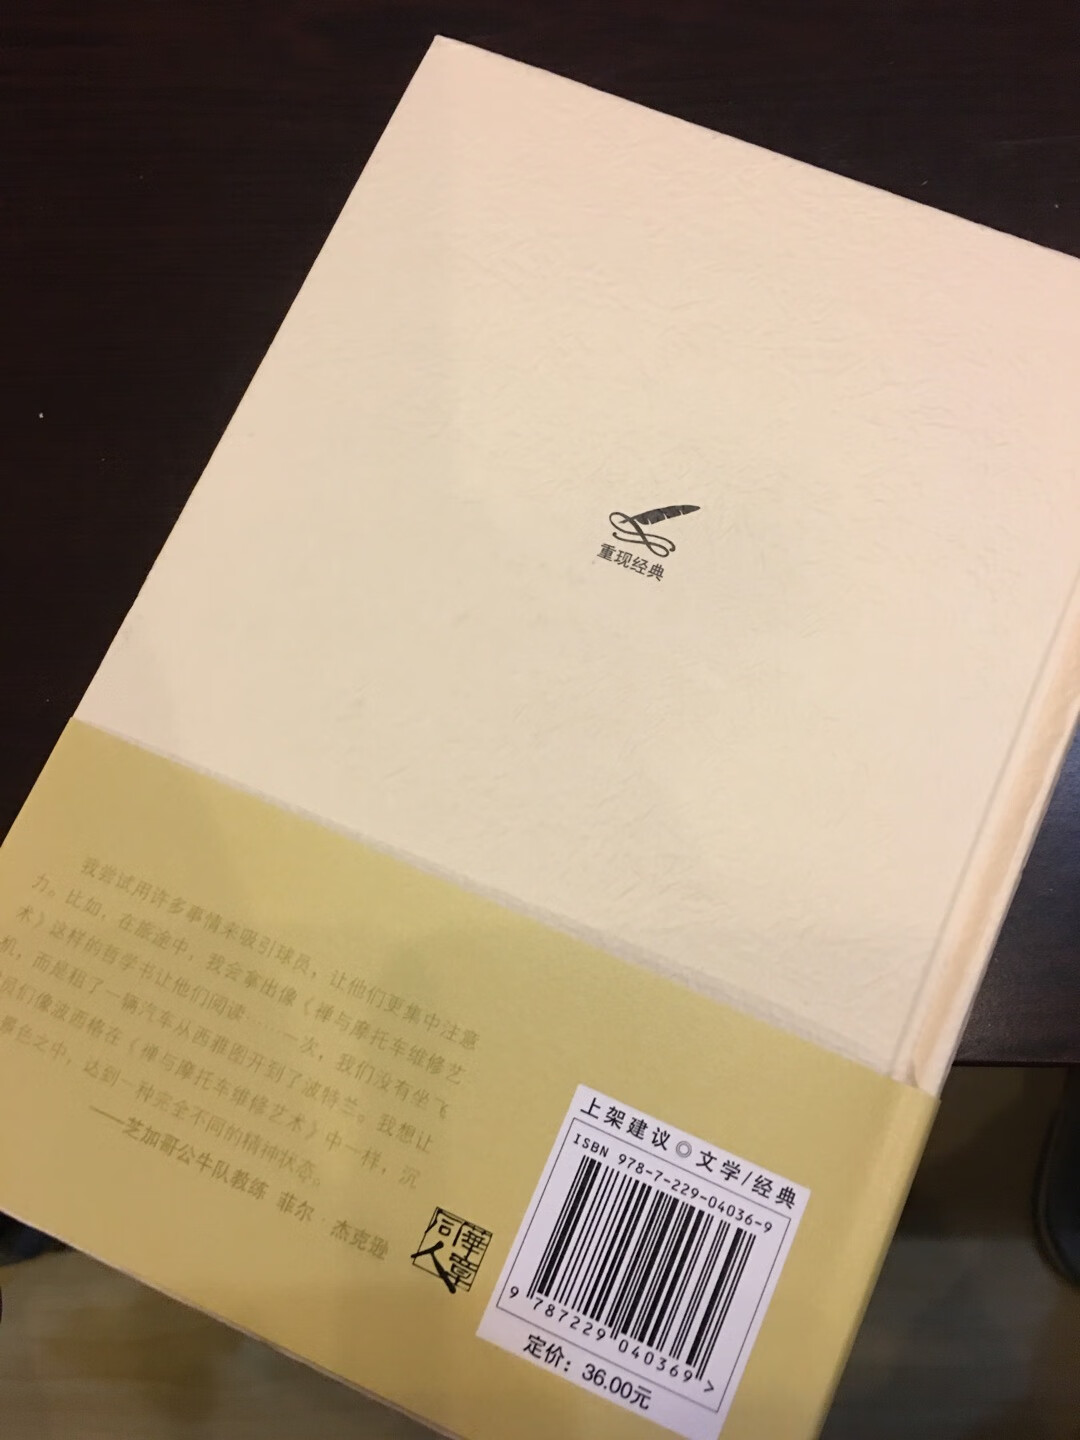 重现经典
我尝试用许多事情来吸引球员，让他们更集中注意
力。比如，在旅途中，我会拿出像《禅与摩托车维修艺
术》这样的哲学书让他们阅读……一次，我们没有坐飞
机，而是租了一辆汽车从西雅图开到了波特兰。我想让
员们像波西格在《禅与摩托车维修艺术》中一样，沉
暮色之中，达到一种完全不同的精神状态。
——芝加哥公牛队教练 菲尔·杰克逊
華章
同人
上架建议◎文学/经典
ISBN 978-7-229-04036-9
9 787229 040369 >
定价：36.00元